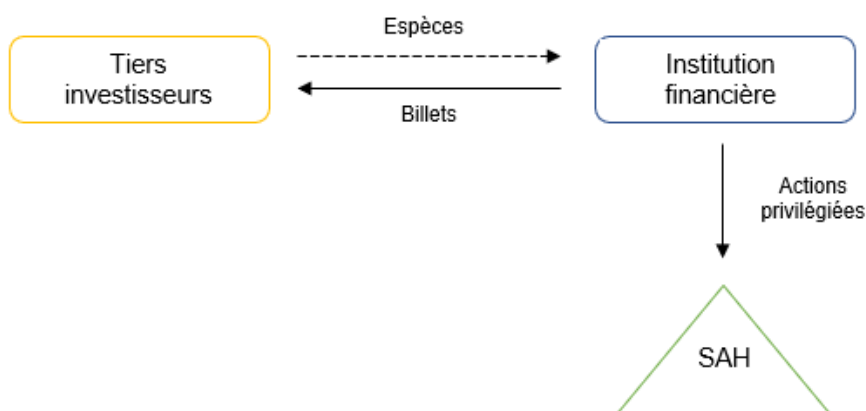 Espèces
Tiers
investisseurs
Institution
financière
Billets
Actions
privilégiées
SAH